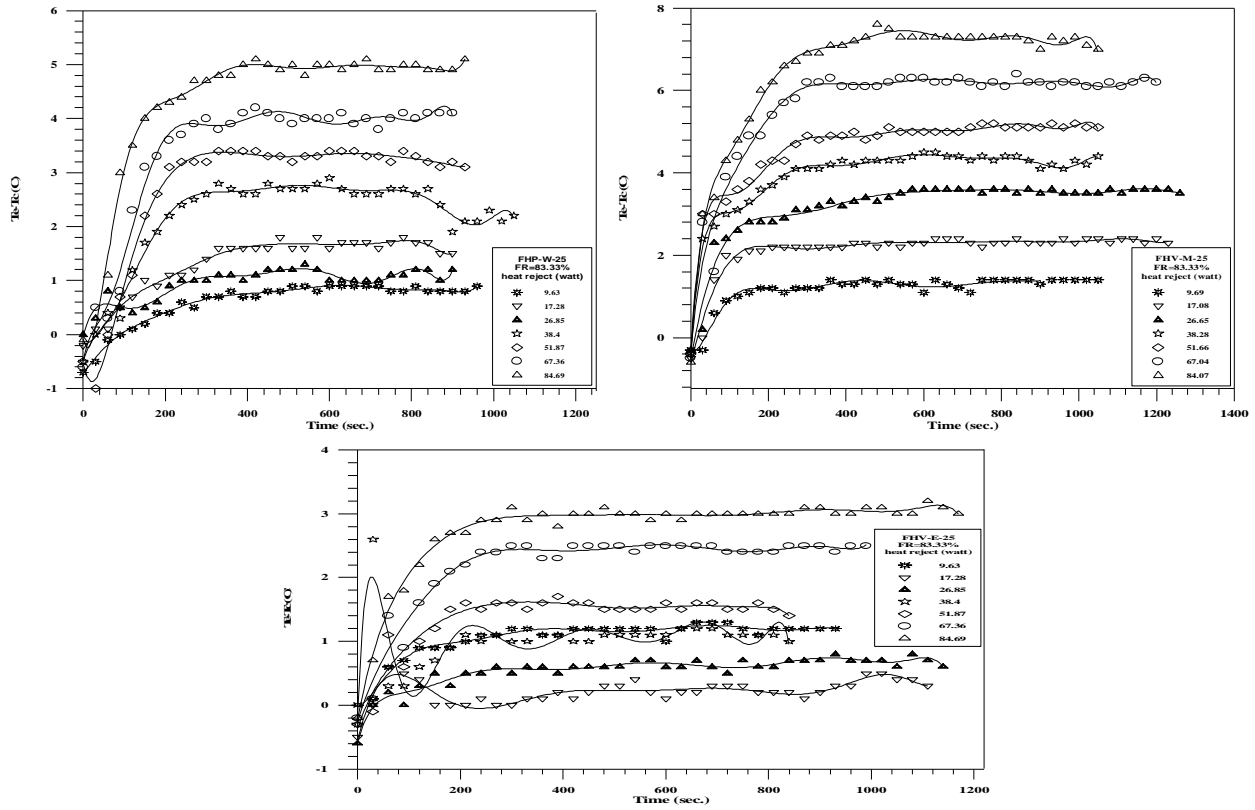 6
5
4
3
2
1
0
-1
Te-Tc(C)
0 200 400 600 800 1000 1200
Time (sec.)
FHP-W-25
FR=83.33%
heat reject (watt)
9.63
17.28
26.85
38.4
51.87
67.36
84.69
8
6
4
2
0
Te-Tc(C)
0 200 400 600 800 1000 1200 1400
Time (sec.)
FHV-M-25
FR=83.33%
heat reject (watt)
9.69
17.08
26.65
38.28
51.66
67.04
84.07
4
3
2
1
0
-1
Te-Tc(C)
0 200 400 600 800 1000 1200
Time (sec.)
FHV-E-25
FR=83.33%
heat reject (watt)
9.63
17.28
26.85
38.4
51.87
67.36
84.69